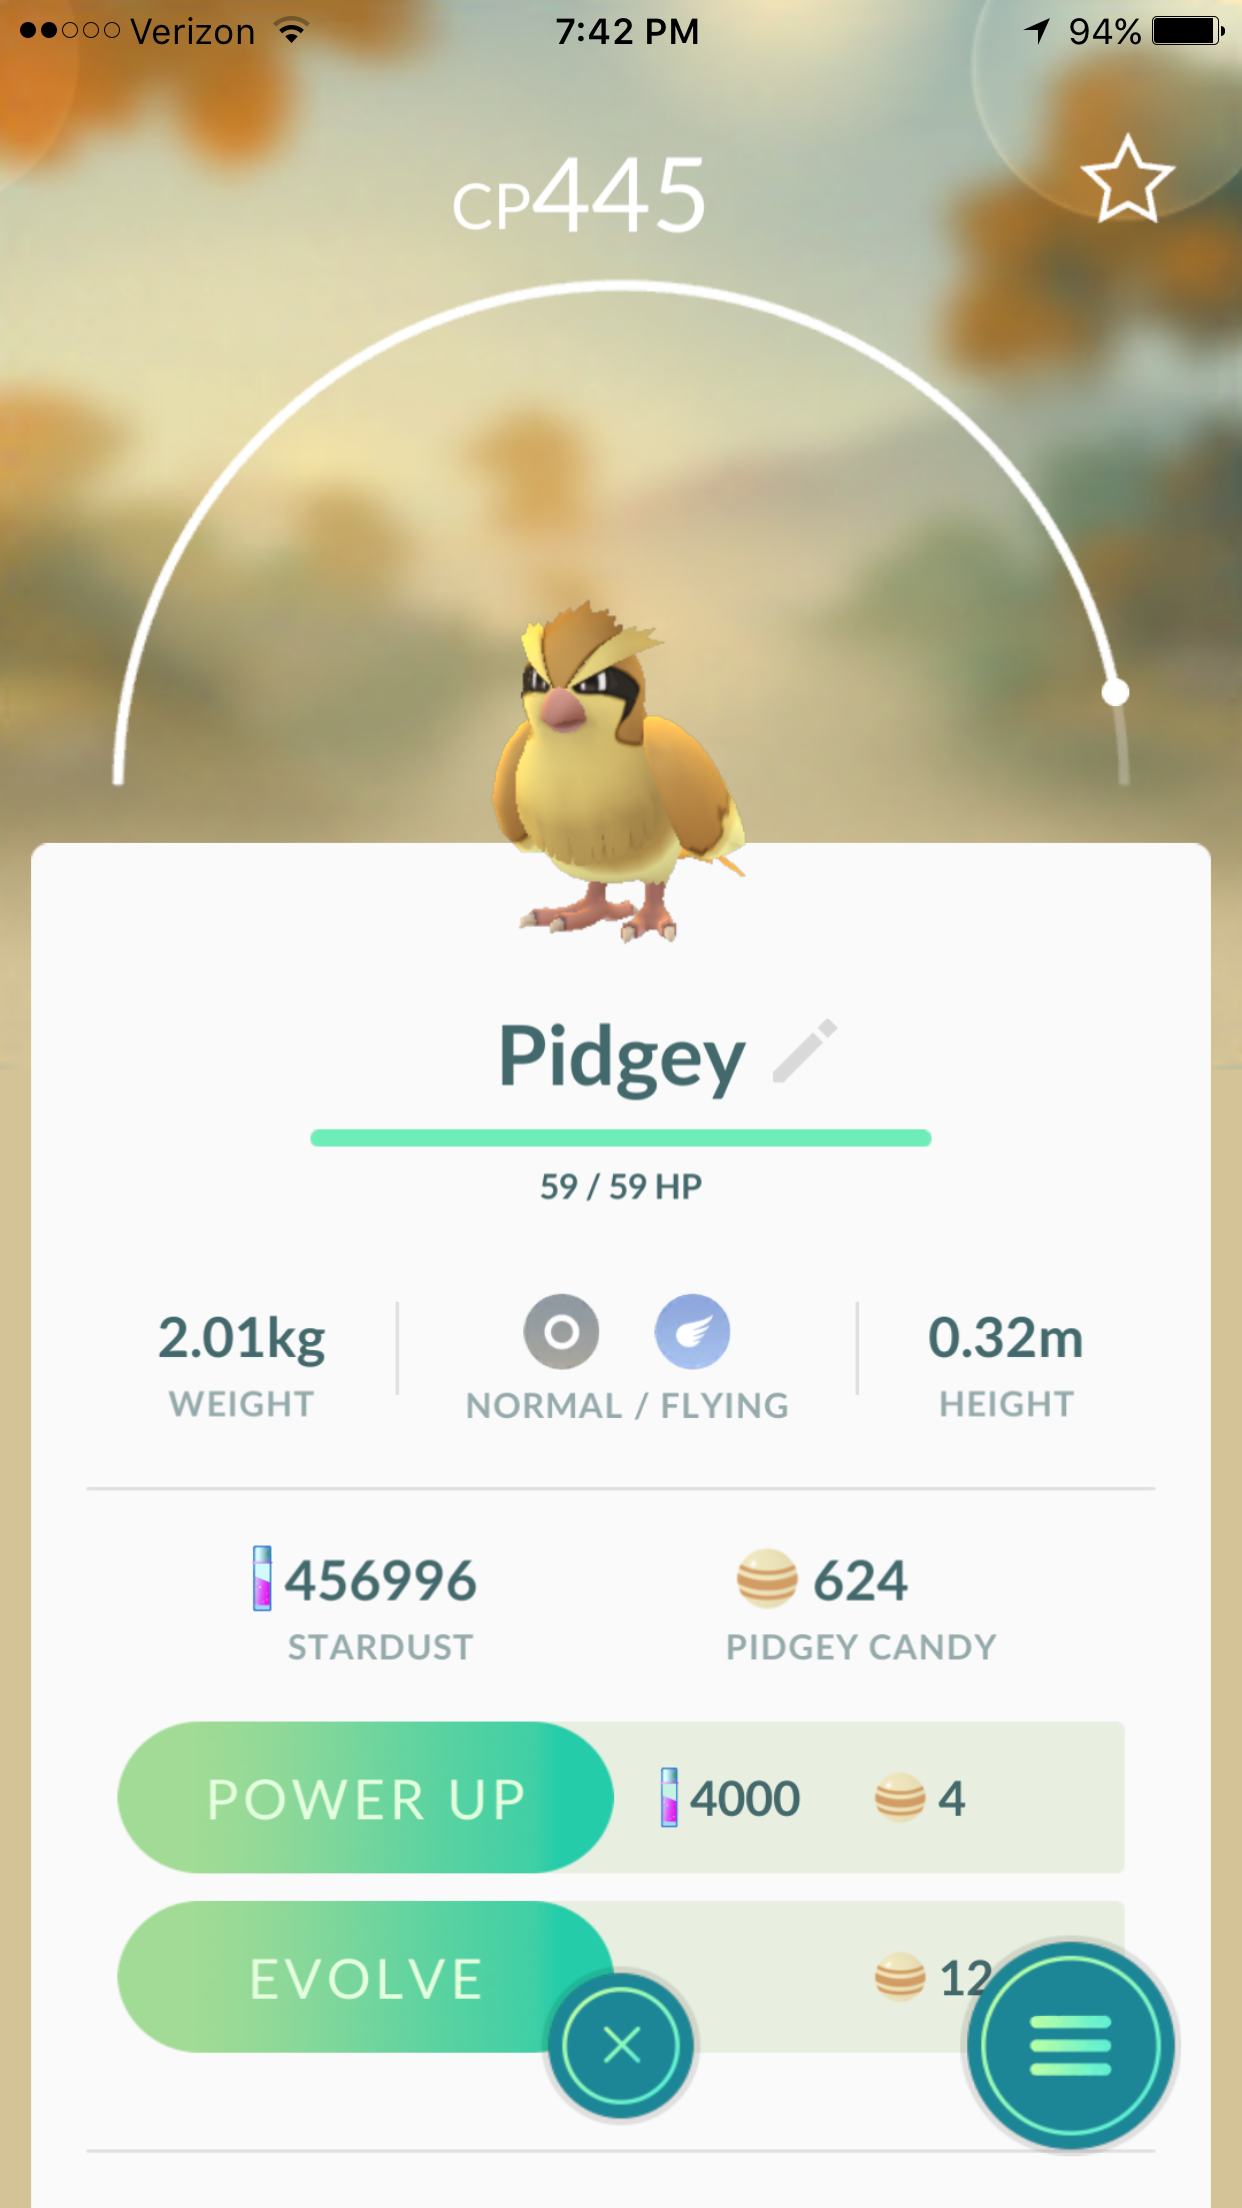 Verizon 7:42 PM 94%
CP445
Pidgey
59 / 59 HP
2.01kg
WEIGHT
NORMAL / FLYING
0.32m
HEIGHT
456996
STARDUST
624
PIDGEY CANDY
POWER UP 4000 4
EVOLVE 12